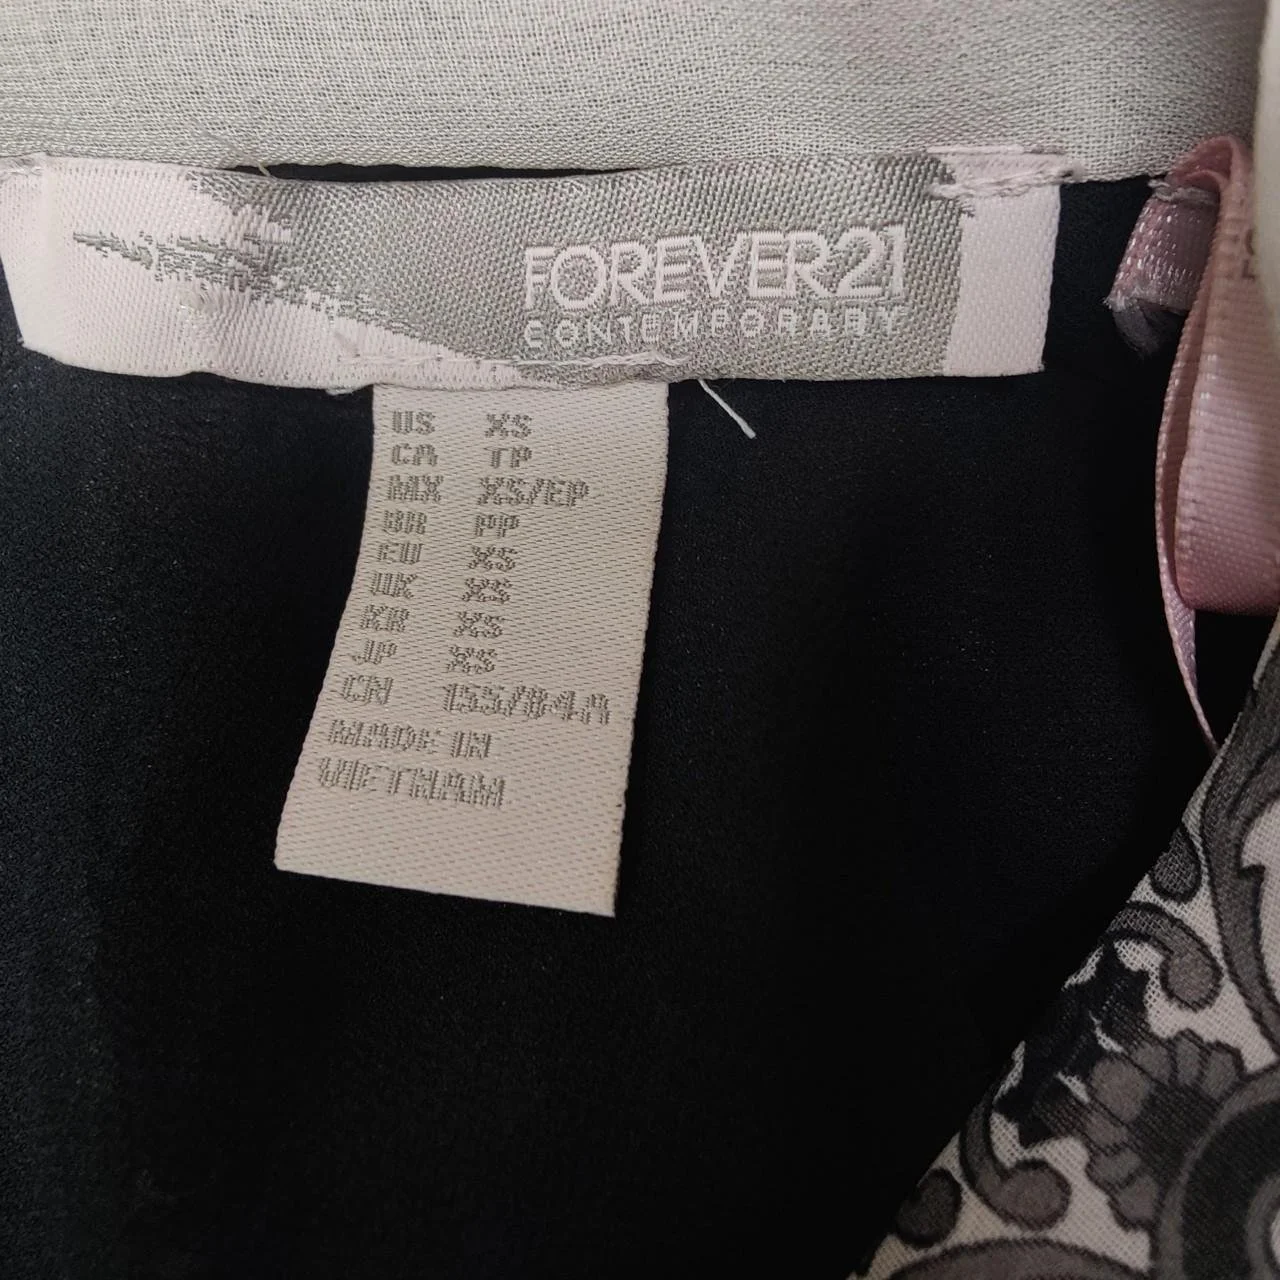 FOREVER21
CONTEMPORARY
US XS
CA TP
MX XS/EP
BR PP
EU XS
UK XS
KR XS
JP XS
CN 155/84A
MADE IN
VIETNAM